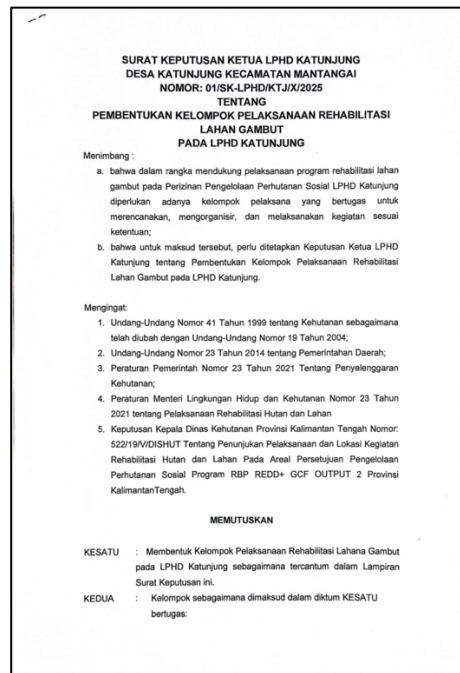 SURAT KEPUTUSAN KETUA LPHD KATUNJUNG
DESA KATUNJUNG KECAMATAN MANTANGAI
NOMOR: 01/SK-LPHD/KTJ/X/2025
TENTANG
PEMBENTUKAN KELOMPOK PELAKSANAAN REHABILITASI
LAHAN GAMBUT
PADA LPHD KATUNJUNG
Menimbang :
a. bahwa dalam rangka mendukung pelaksanaan program rehabilitasi lahan
gambut pada Perizinan Pengelolaan Perhutanan Sosial LPHD Katunjung
diperlukan adanya kelompok pelaksana yang bertugas untuk
merencanakan, mengorganisir, dan melaksanakan kegiatan sesuai
ketentuan;
b. bahwa untuk maksud tersebut, perlu ditetapkan Keputusan Ketua LPHD
Katunjung tentang Pembentukan Kelompok Pelaksanaan Rehabilitasi
Lahan Gambut pada LPHD Katunjung.
Mengingat:
1. Undang-Undang Nomor 41 Tahun 1999 tentang Kehutanan sebagaimana
telah diubah dengan Undang-Undang Nomor 19 Tahun 2004;
2. Undang-Undang Nomor 23 Tahun 2014 tentang Pemerintahan Daerah;
3. Peraturan Pemerintah Nomor 23 Tahun 2021 Tentang Penyelenggaran
Kehutanan;
4. Peraturan Menteri Lingkungan Hidup dan Kehutanan Nomor 23 Tahun
2021 tentang Pelaksanaan Rehabilitasi Hutan dan Lahan
5. Keputusan Kepala Dinas Kehutanan Provinsi Kalimantan Tengah Nomor:
522/19/V/DISHUT Tentang Penunjukan Pelaksanaan dan Lokasi Kegiatan
Rehabilitasi Hutan dan Lahan Pada Areal Persetujuan Pengelolaan
Perhutanan Sosial Program RBP REDD+ GCF OUTPUT 2 Provinsi
KalimantanTengah.
MEMUTUSKAN
KESATU : Membentuk Kelompok Pelaksanaan Rehabilitasi Lahana Gambut
pada LPHD Katunjung sebagaimana tercantum dalam Lampiran
Surat Keputusan ini.
KEDUA : Kelompok sebagaimana dimaksud dalam diktum KESATU
bertugas: